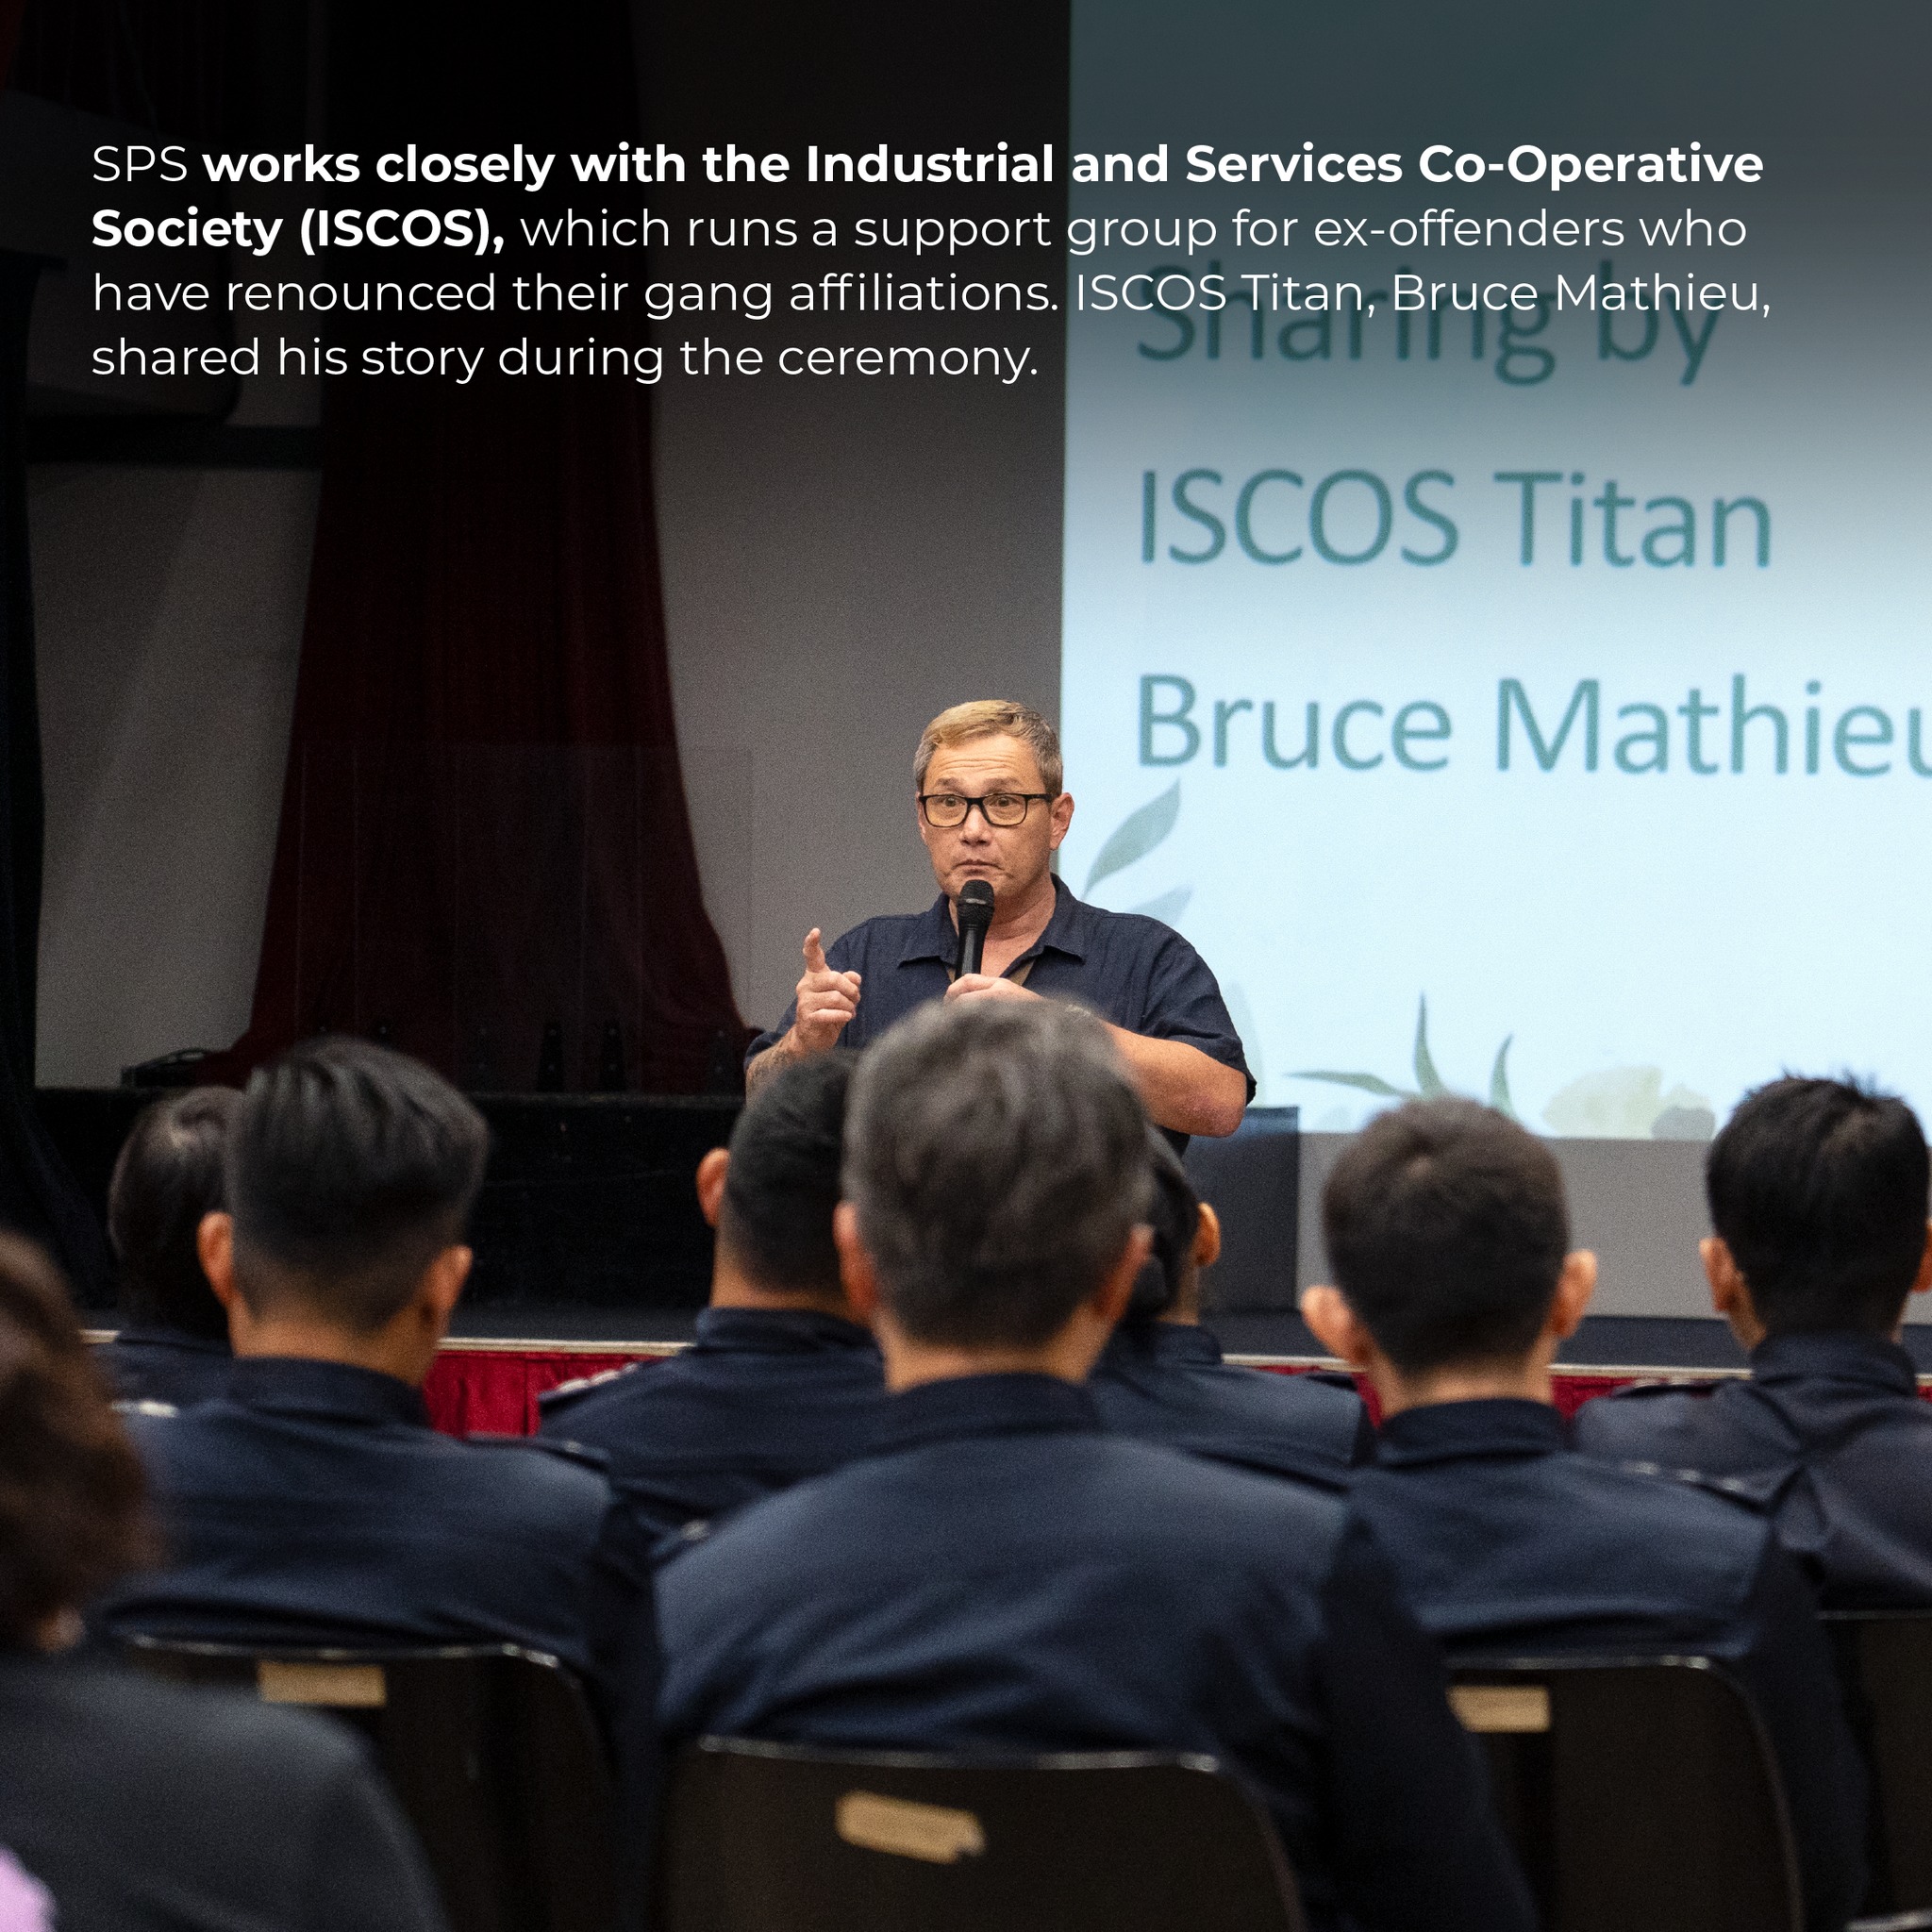 SPS works closely with the Industrial and Services Co-Operative
Society (ISCOS), which runs a support group for ex-offenders who
have renounced their gang affiliations. ISCOS Titan, Bruce Mathieu,
shared his story during the ceremony.
Sharing by
ISCOS Titan
Bruce Mathieu